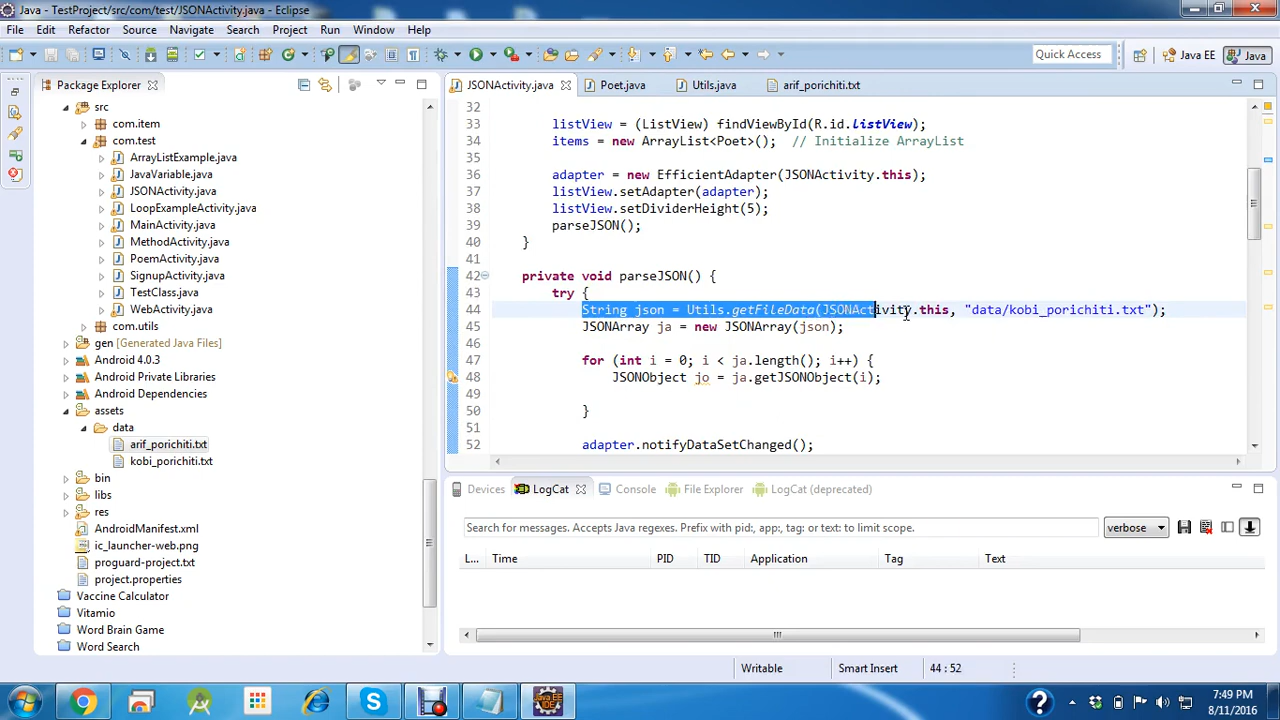 Java - TestProject/src/com/test/JSONActivity.java - Eclipse
File Edit Refactor Source Navigate Search Project Run Window Help
Quick Access Java EE Java
Package Explorer
src
com.item
com.test
ArrayListExample.java
JavaVariable.java
JSONActivity.java
LoopExampleActivity.java
MainActivity.java
MethodActivity.java
PoemActivity.java
SignupActivity.java
TestClass.java
WebActivity.java
com.utils
gen [Generated Java Files]
Android 4.0.3
Android Private Libraries
Android Dependencies
assets
data
arif_porichiti.txt
kobi_porichiti.txt
bin
libs
res
AndroidManifest.xml
ic_launcher-web.png
proguard-project.txt
project.properties
Vaccine Calculator
Vitamio
Word Brain Game
Word Search
JSONActivity.java Poet.java Utils.java arif_porichiti.txt
32
33 listView = (ListView) findViewById(R.id.listView);
34 items = new ArrayList<Poet>(); // Initialize ArrayList
35
36 adapter = new EfficientAdapter(JSONActivity.this);
37 listView.setAdapter(adapter);
38 listView.setDividerHeight(5);
39 parseJSON();
40 }
41
42 private void parseJSON() {
43 try {
44 String json = Utils.getFileData(JSONActivity.this, "data/kobi_porichiti.txt");
45 JSONArray ja = new JSONArray(json);
46
47 for (int i = 0; i < ja.length(); i++) {
48 JSONObject jo = ja.getJSONObject(i);
49
50 }
51
52 adapter.notifyDataSetChanged();
Devices LogCat Console File Explorer LogCat (deprecated)
Search for messages. Accepts Java regexes. Prefix with pid:, app:, tag: or text: to limit scope. verbose
L... Time PID TID Application Tag Text
Writable Smart Insert 44 : 52
7:49 PM
8/11/2016